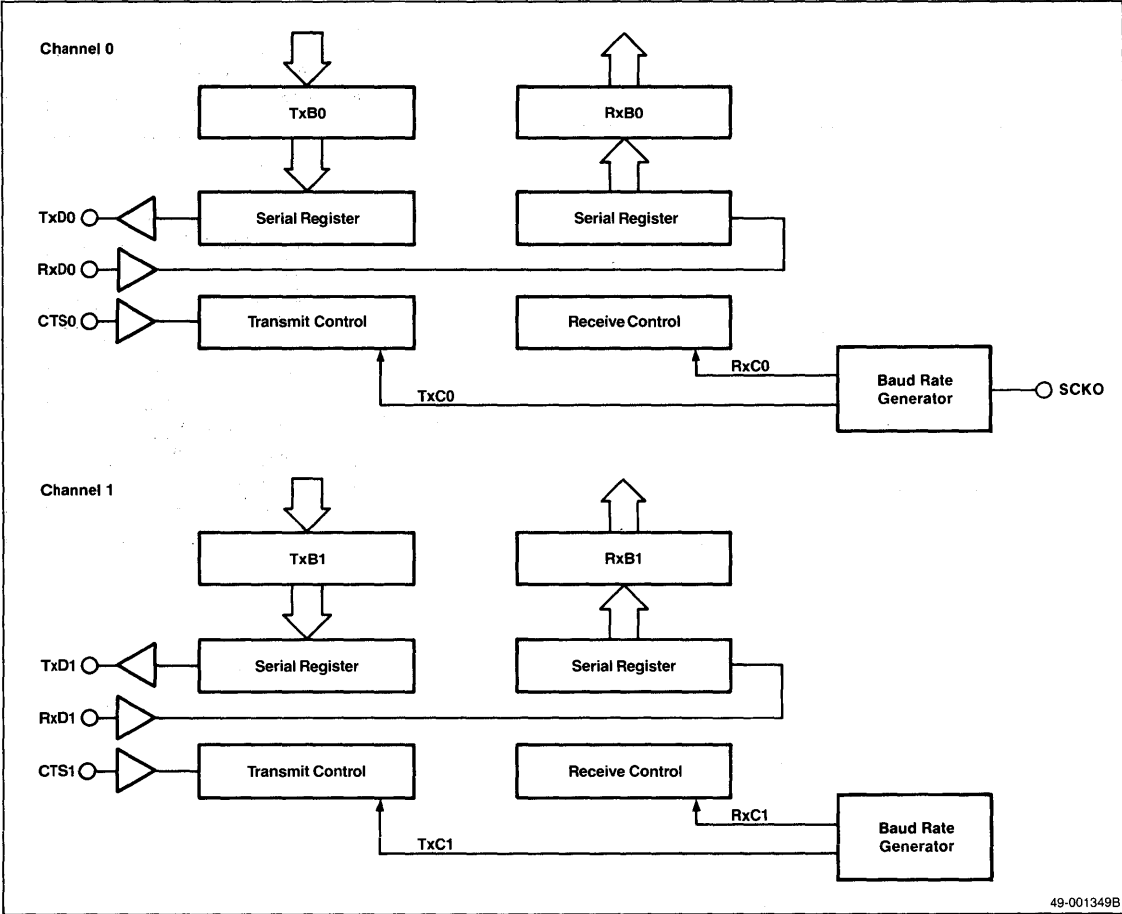 Channel 0
TxB0
RxB0
TxD0
Serial Register
Serial Register
RxD0
CTS0
Transmit Control
Receive Control
RxC0
TxC0
Baud Rate
Generator
SCKO
Channel 1
TxB1
RxB1
TxD1
Serial Register
Serial Register
RxD1
CTS1
Transmit Control
Receive Control
RxC1
TxC1
Baud Rate
Generator
49-001349B